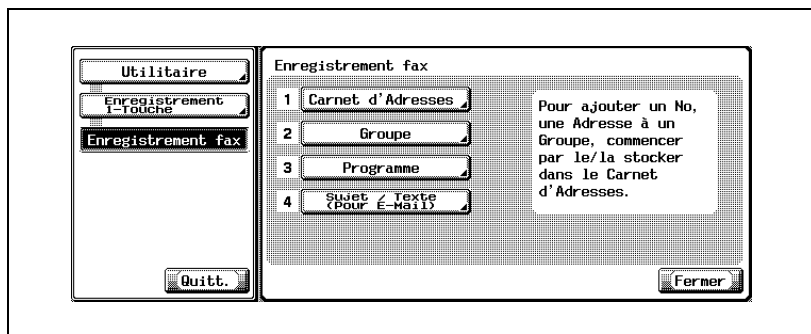 Utilitaire
Enregistrement
1-Touche
Enregistrement fax
Quitt.
Enregistrement fax
1 Carnet d'Adresses
2 Groupe
3 Programme
4 Sujet / Texte
(Pour E-Mail)
Pour ajouter un No,
une Adresse à un
Groupe, commencer
par le/la stocker
dans le Carnet
d'Adresses.
Fermer